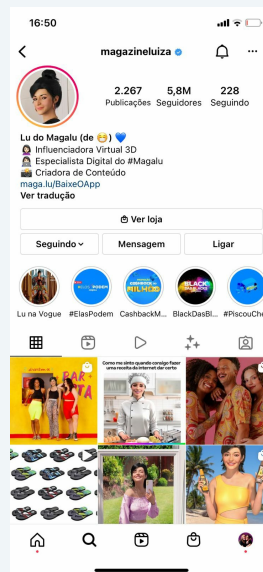 16:50
magazineluiza
2.267
5,8M
228
Publicações
Seguidores
Seguindo
Lu do Magalu (de 😷) 💙
Influenciadora Virtual 3D
Especialista Digital do #Magalu
Criadora de Conteúdo
maga.lu/BaixeOApp
Ver tradução
Ver loja
Seguindo
Mensagem
Ligar
Lu na Vogue
#ElasPodem
CashbackM...
BlackDasBl...
#PiscouChe
Como me sinto quando consigo fazer
uma receita da internet dar certo